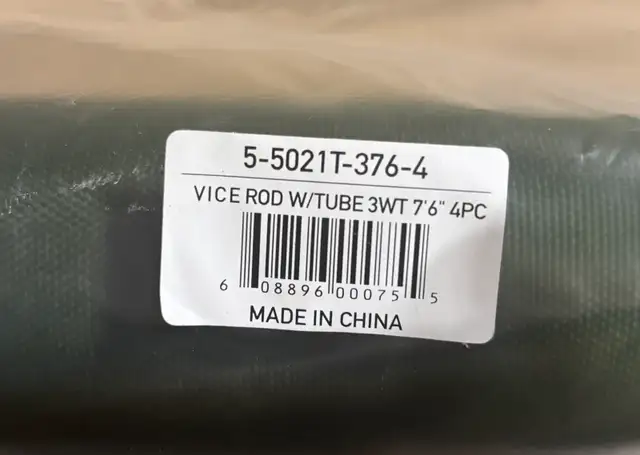 5-5021T-376-4
VICE ROD W/TUBE 3WT 7'6" 4PC
6 08896 00075 5
MADE IN CHINA